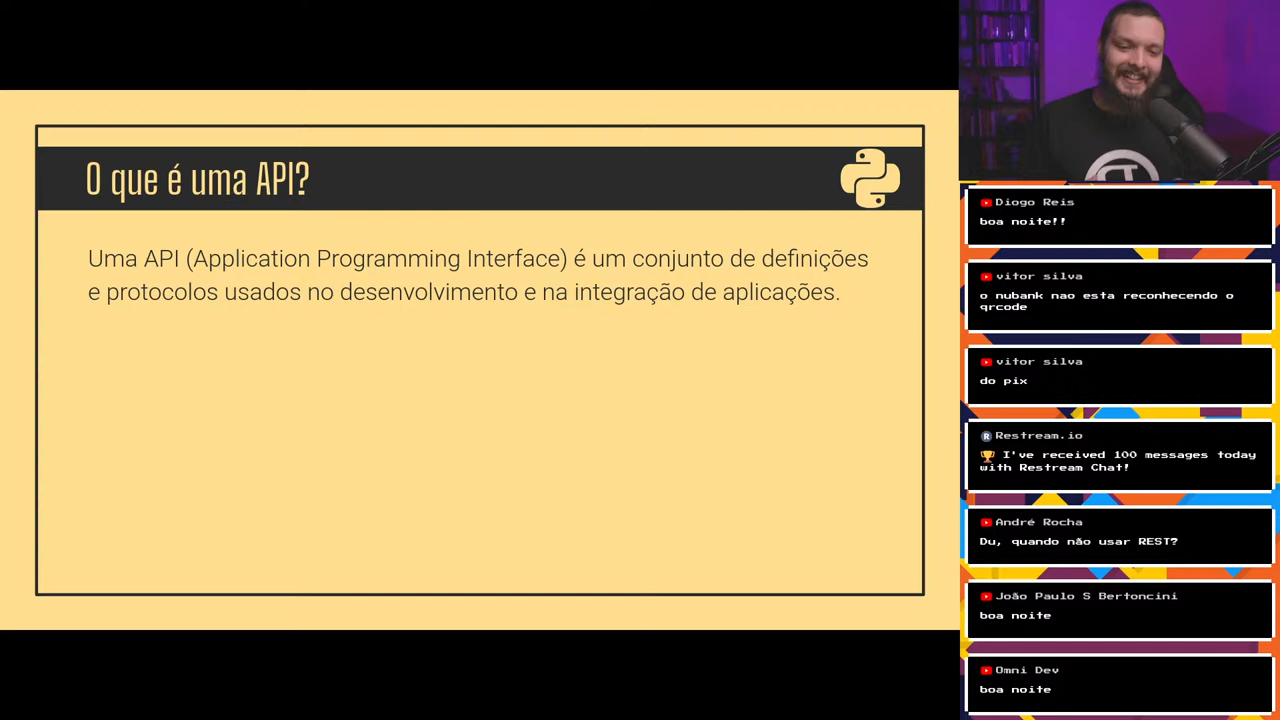 O que é uma API?
Uma API (Application Programming Interface) é um conjunto de definições
e protocolos usados no desenvolvimento e na integração de aplicações.
Diogo Reis
boa noite!!
vitor silva
o nubank nao esta reconhecendo o
qrcode
vitor silva
do pix
Restream.io
🏆 I've received 100 messages today
with Restream Chat!
André Rocha
Du, quando não usar REST?
João Paulo S Bertoncini
boa noite
Omni Dev
boa noite